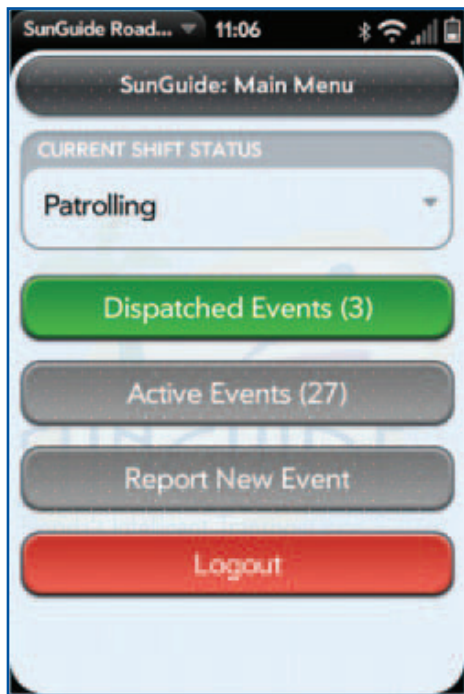 SunGuide Road... 11:06
SunGuide: Main Menu
CURRENT SHIFT STATUS
Patrolling
Dispatched Events (3)
Active Events (27)
SUNGUIDE
Report New Event
Logout